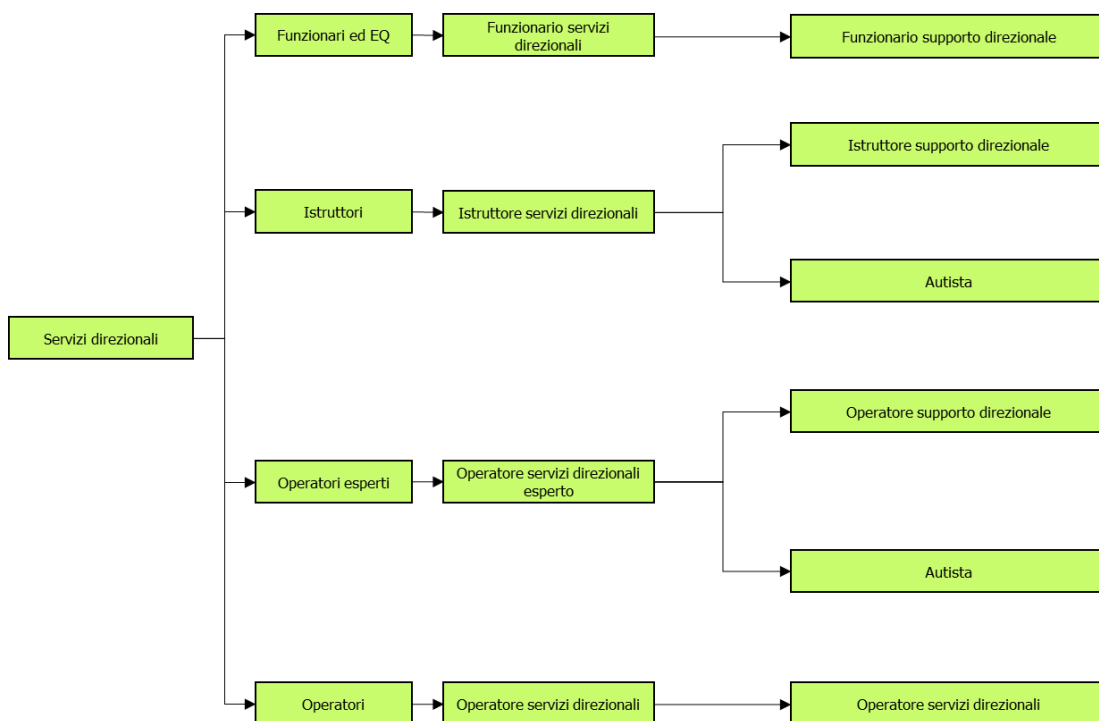 Funzionari ed EQ
Funzionario servizi
direzionali
Funzionario supporto direzionale
Istruttore supporto direzionale
Istruttori
Istruttore servizi direzionali
Autista
Servizi direzionali
Operatore supporto direzionale
Operatori esperti
Operatore servizi direzionali
esperto
Autista
Operatori
Operatore servizi direzionali
Operatore servizi direzionali